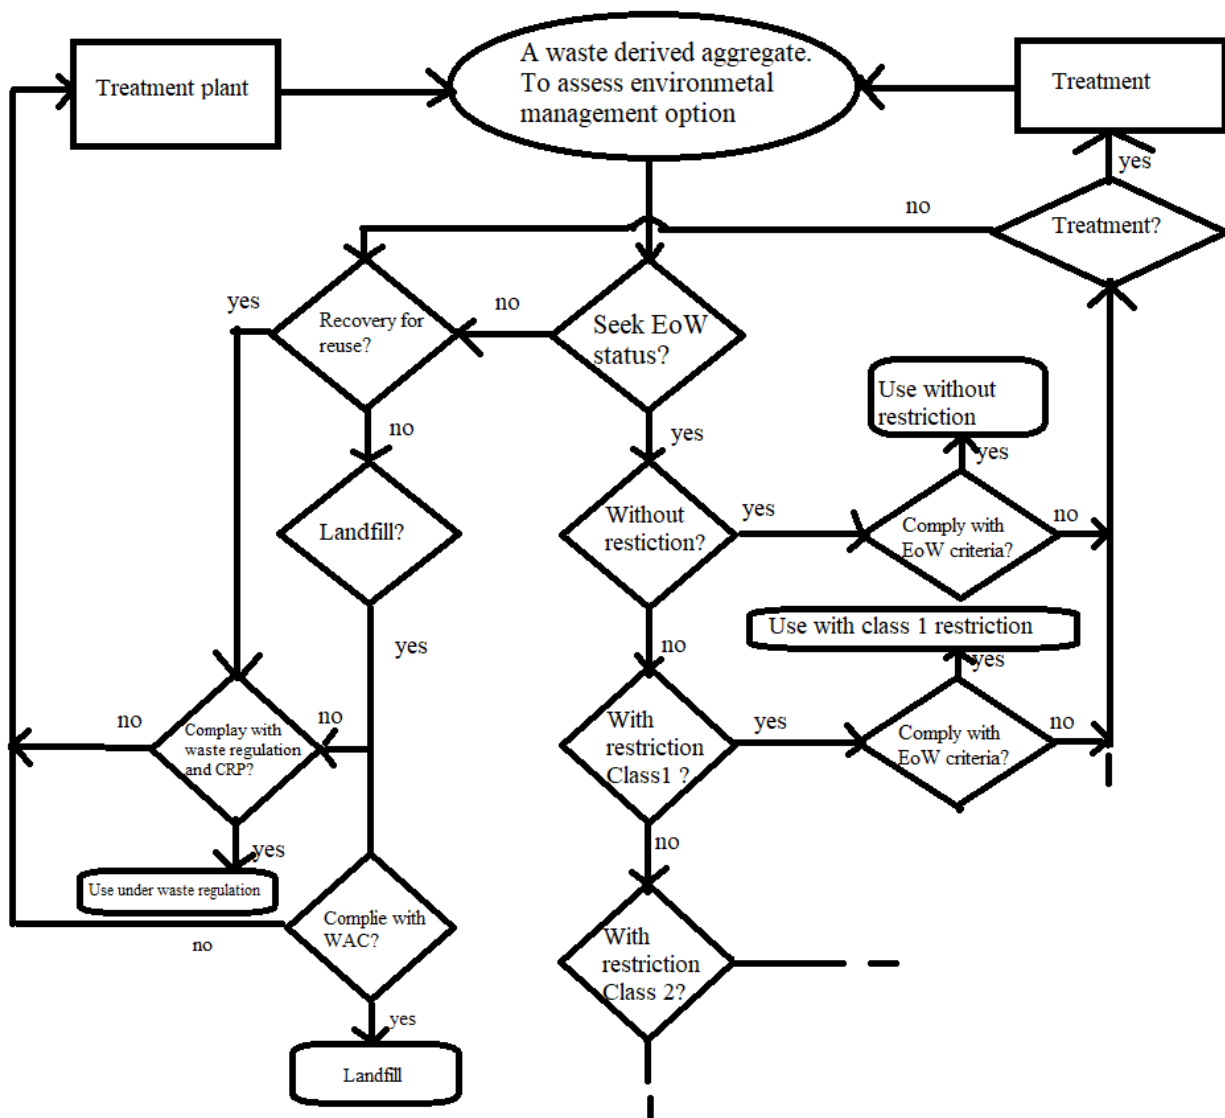 A waste derived aggregate.
To assess environmetal
management option
Treatment plant
Treatment
yes
no
Treatment?
yes
no
Recovery for
reuse?
Seek EoW
status?
Use without
restriction
no
yes
yes
Landfill?
Without
restiction?
yes
Comply with
EoW criteria?
no
Use with class 1 restriction
yes
no
yes
no
Complay with
waste regulation
and CRP?
no
With
restriction
Class1 ?
yes
Comply with
EoW criteria?
no
yes
no
Use under waste regulation
Complie with
WAC?
no
With
restriction
Class 2?
yes
Landfill